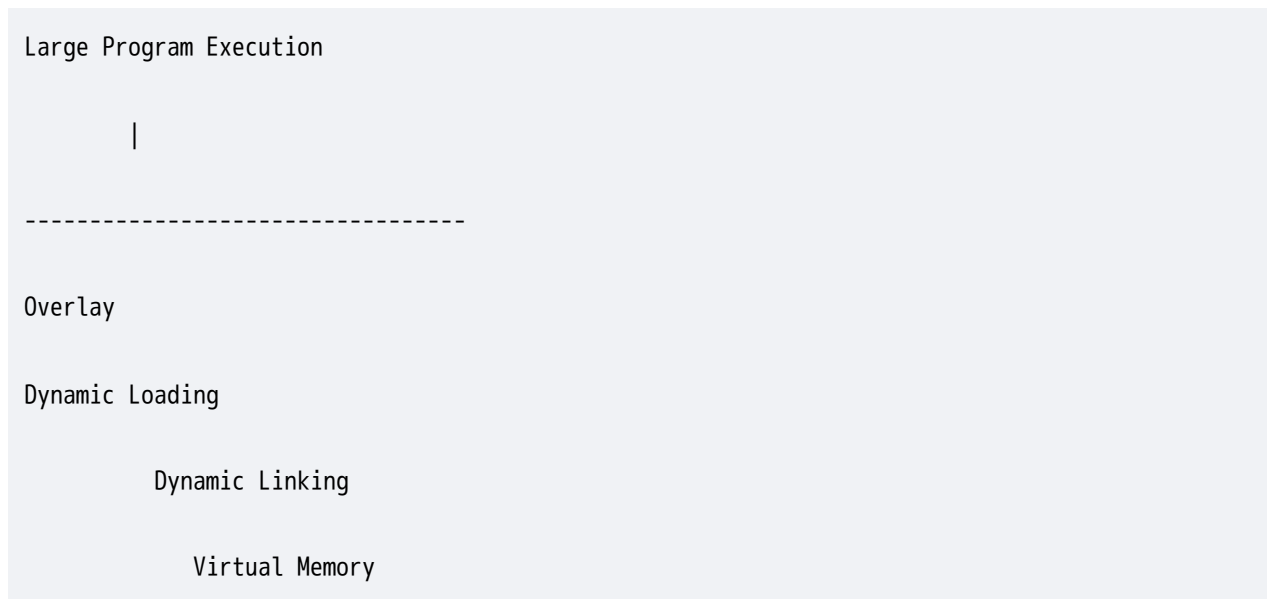 Large Program Execution
|
----------------------------------
Overlay
Dynamic Loading
Dynamic Linking
Virtual Memory